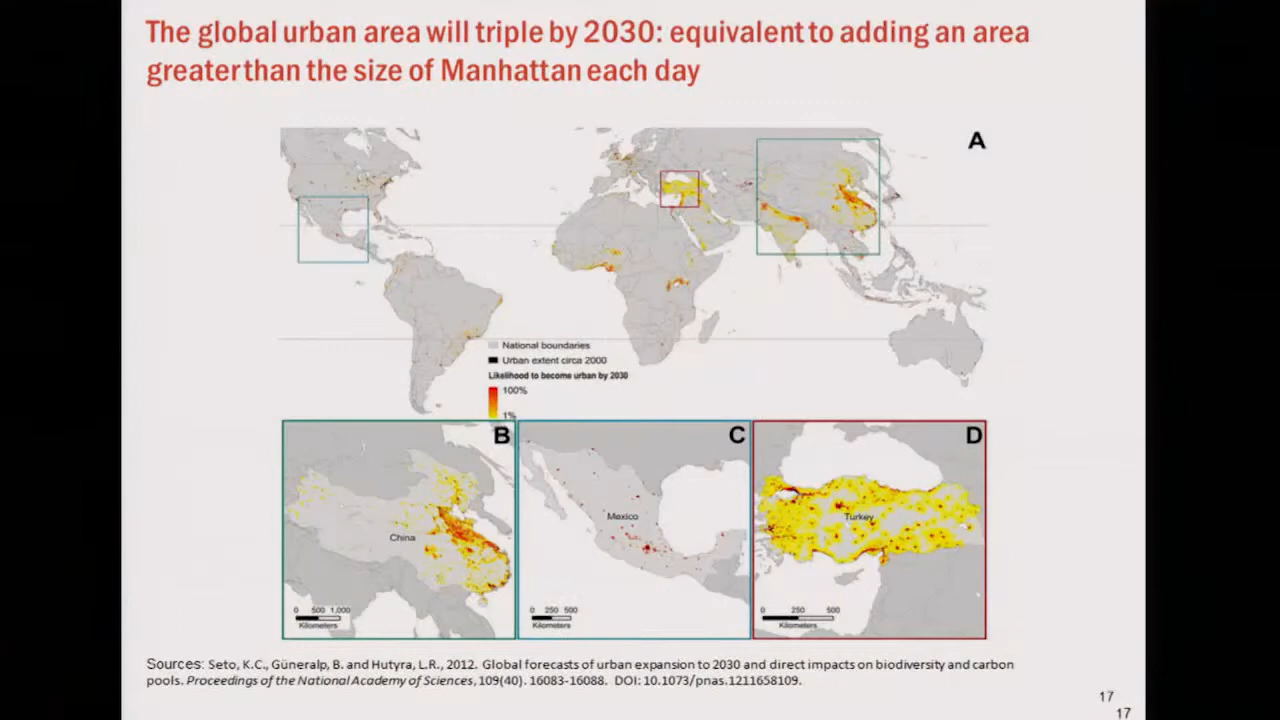 The global urban area will triple by 2030: equivalent to adding an area
greater than the size of Manhattan each day
A
National boundaries
Urban extent circa 2000
Likelihood to become urban by 2030
100%
1%
B
China
0 500 1,000
Kilometers
C
Mexico
0 250 500
Kilometers
D
Turkey
0 250 500
Kilometers
Sources: Seto, K.C., Güneralp, B. and Hutyra, L.R., 2012. Global forecasts of urban expansion to 2030 and direct impacts on biodiversity and carbon
pools. Proceedings of the National Academy of Sciences, 109(40). 16083-16088. DOI: 10.1073/pnas.1211658109.
17
17